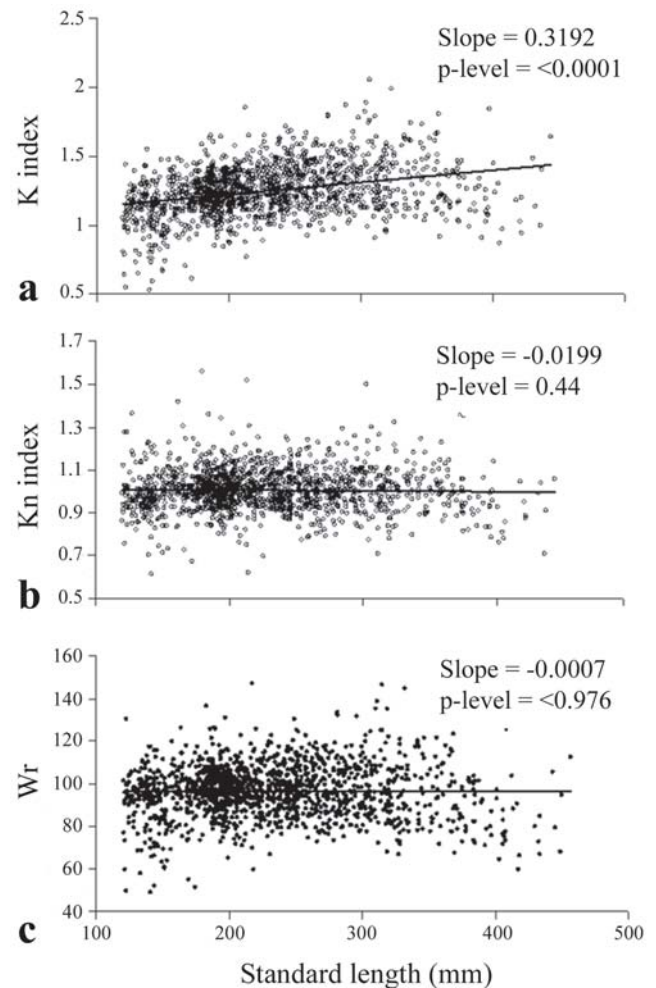 2.5
Slope = 0.3192
p-level = <0.0001
2
K index
1.5
1
0.5
a
1.7
Slope = -0.0199
p-level = 0.44
1.5
1.3
Kn index
1.1
0.9
0.7
0.5
b
160
Slope = -0.0007
p-level = <0.976
140
120
Wr
100
80
60
40
c
100 200 300 400 500
Standard length (mm)